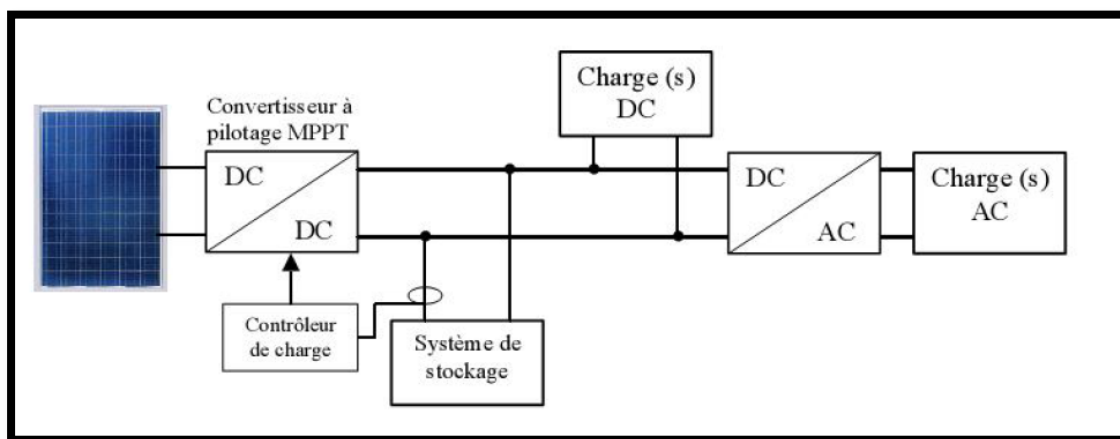 Charge (s)
DC
Convertisseur à
pilotage MPPT
DC
DC
DC
AC
Charge (s)
AC
Contrôleur
de charge
Système de
stockage